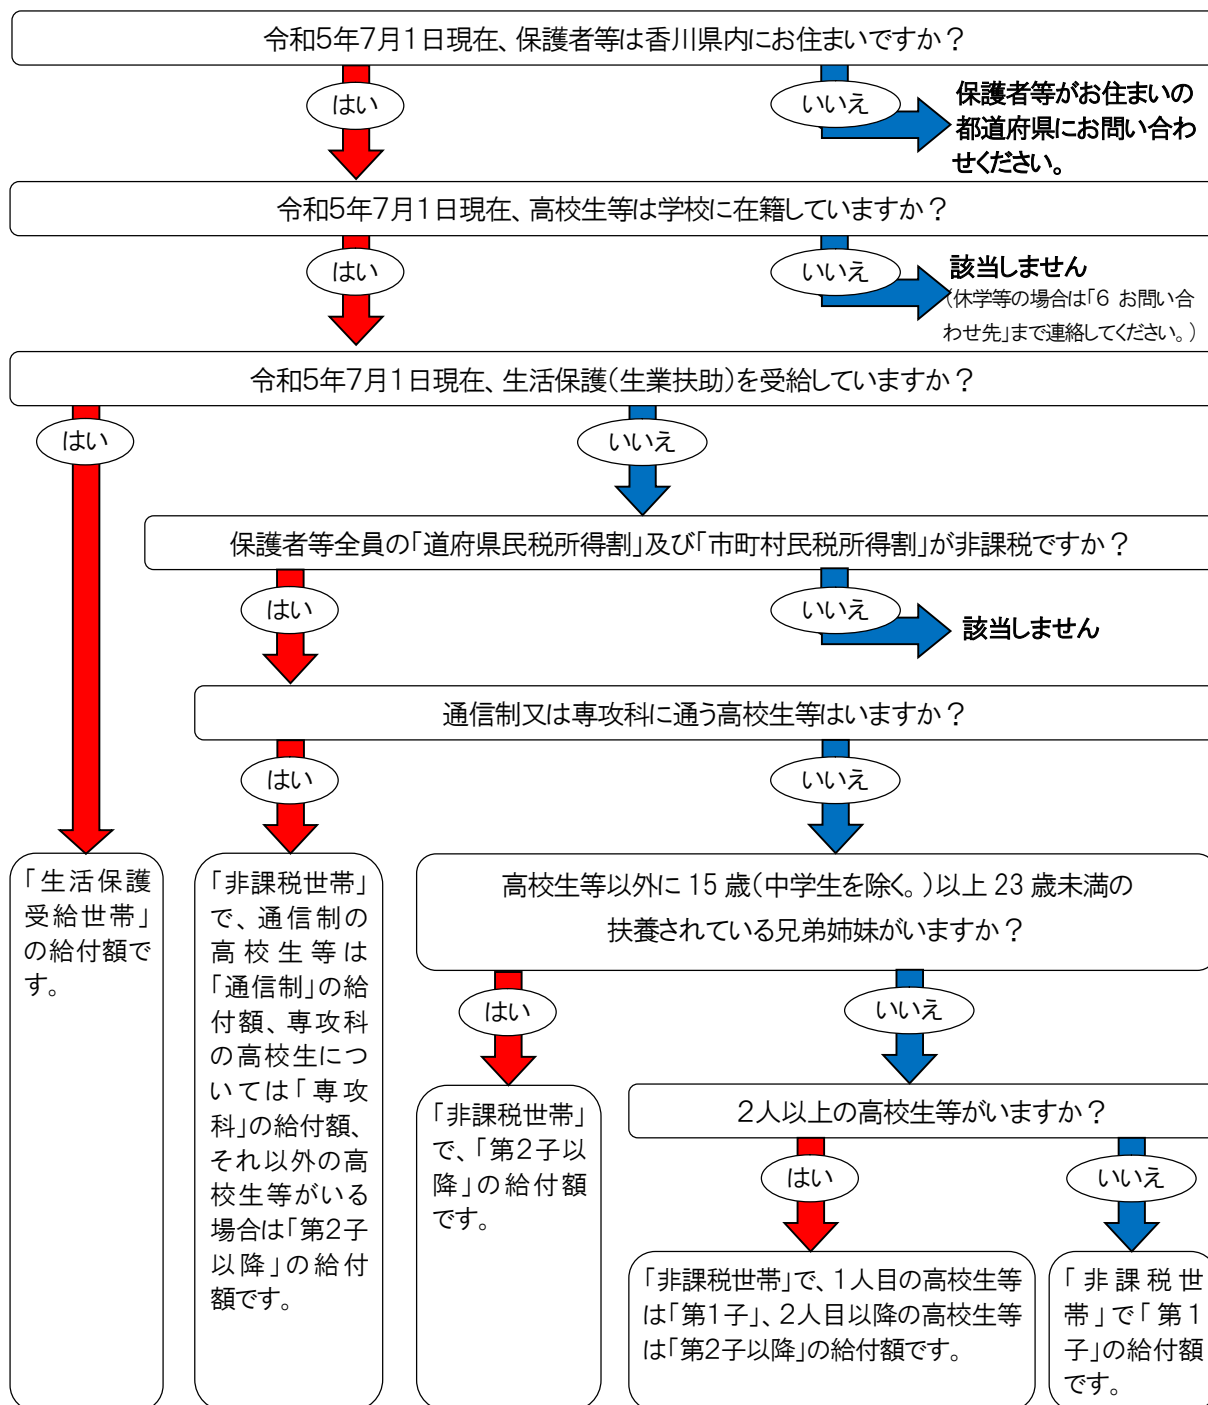 令和5年7月1日現在、保護者等は香川県内にお住まいですか？
はい
いいえ
保護者等がお住まいの
都道府県にお問い合わ
せください。
令和5年7月1日現在、高校生等は学校に在籍していますか？
はい
いいえ
該当しません
（休学等の場合は「6 お問い合
わせ先」まで連絡してください。）
令和5年7月1日現在、生活保護（生業扶助）を受給していますか？
はい
いいえ
保護者等全員の「道府県民税所得割」及び「市町村民税所得割」が非課税ですか？
はい
いいえ
該当しません
通信制又は専攻科に通う高校生等はいますか？
はい
いいえ
「生活保護
受給世帯」
の給付額で
す。
「非課税世帯」
で、通信制の
高校生等は
「通信制」の給
付額、専攻科
の高校生につ
いては「専攻
科」の給付額、
それ以外の高
校生等がいる
場合は「第2子
以降」の給付
額です。
高校生等以外に 15 歳（中学生を除く。）以上 23 歳未満の
扶養されている兄弟姉妹がいますか？
はい
いいえ
「非課税世帯」
で、「第2子以
降」の給付額
です。
2人以上の高校生等がいますか？
はい
いいえ
「非課税世帯」で、1人目の高校生等
は「第1子」、2人目以降の高校生等
は「第2子以降」の給付額です。
「非課税世
帯」で「第1
子」の給付額
です。